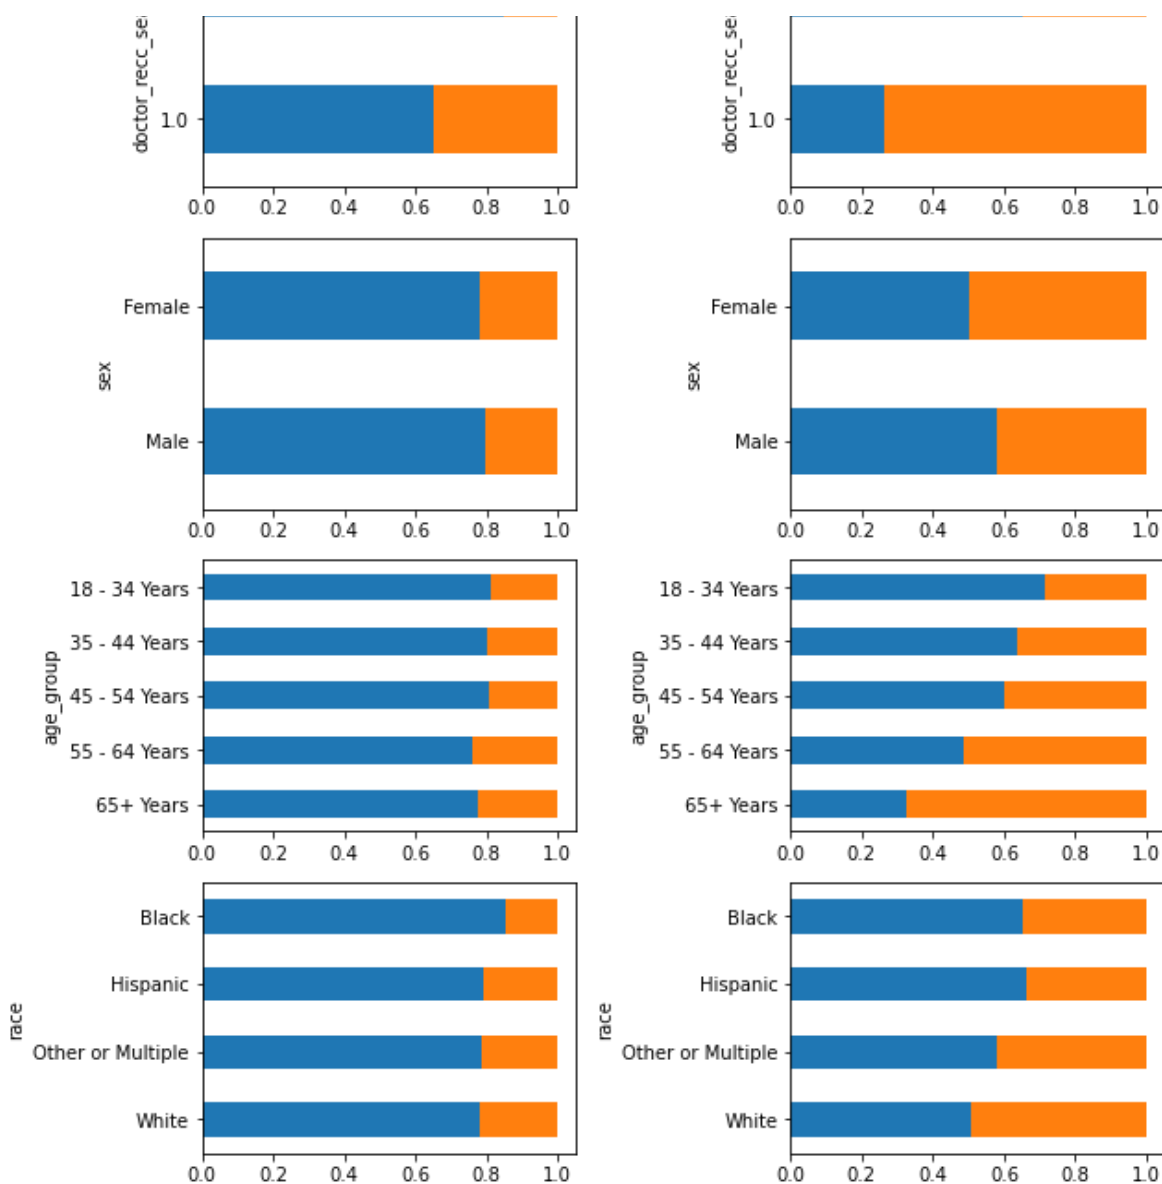 doctor_recc_se
1.0
0.0 0.2 0.4 0.6 0.8 1.0
doctor_recc_se
1.0
0.0 0.2 0.4 0.6 0.8 1.0
sex
Female
Male
0.0 0.2 0.4 0.6 0.8 1.0
sex
Female
Male
0.0 0.2 0.4 0.6 0.8 1.0
age_group
18 - 34 Years
35 - 44 Years
45 - 54 Years
55 - 64 Years
65+ Years
0.0 0.2 0.4 0.6 0.8 1.0
age_group
18 - 34 Years
35 - 44 Years
45 - 54 Years
55 - 64 Years
65+ Years
0.0 0.2 0.4 0.6 0.8 1.0
race
Black
Hispanic
Other or Multiple
White
0.0 0.2 0.4 0.6 0.8 1.0
race
Black
Hispanic
Other or Multiple
White
0.0 0.2 0.4 0.6 0.8 1.0